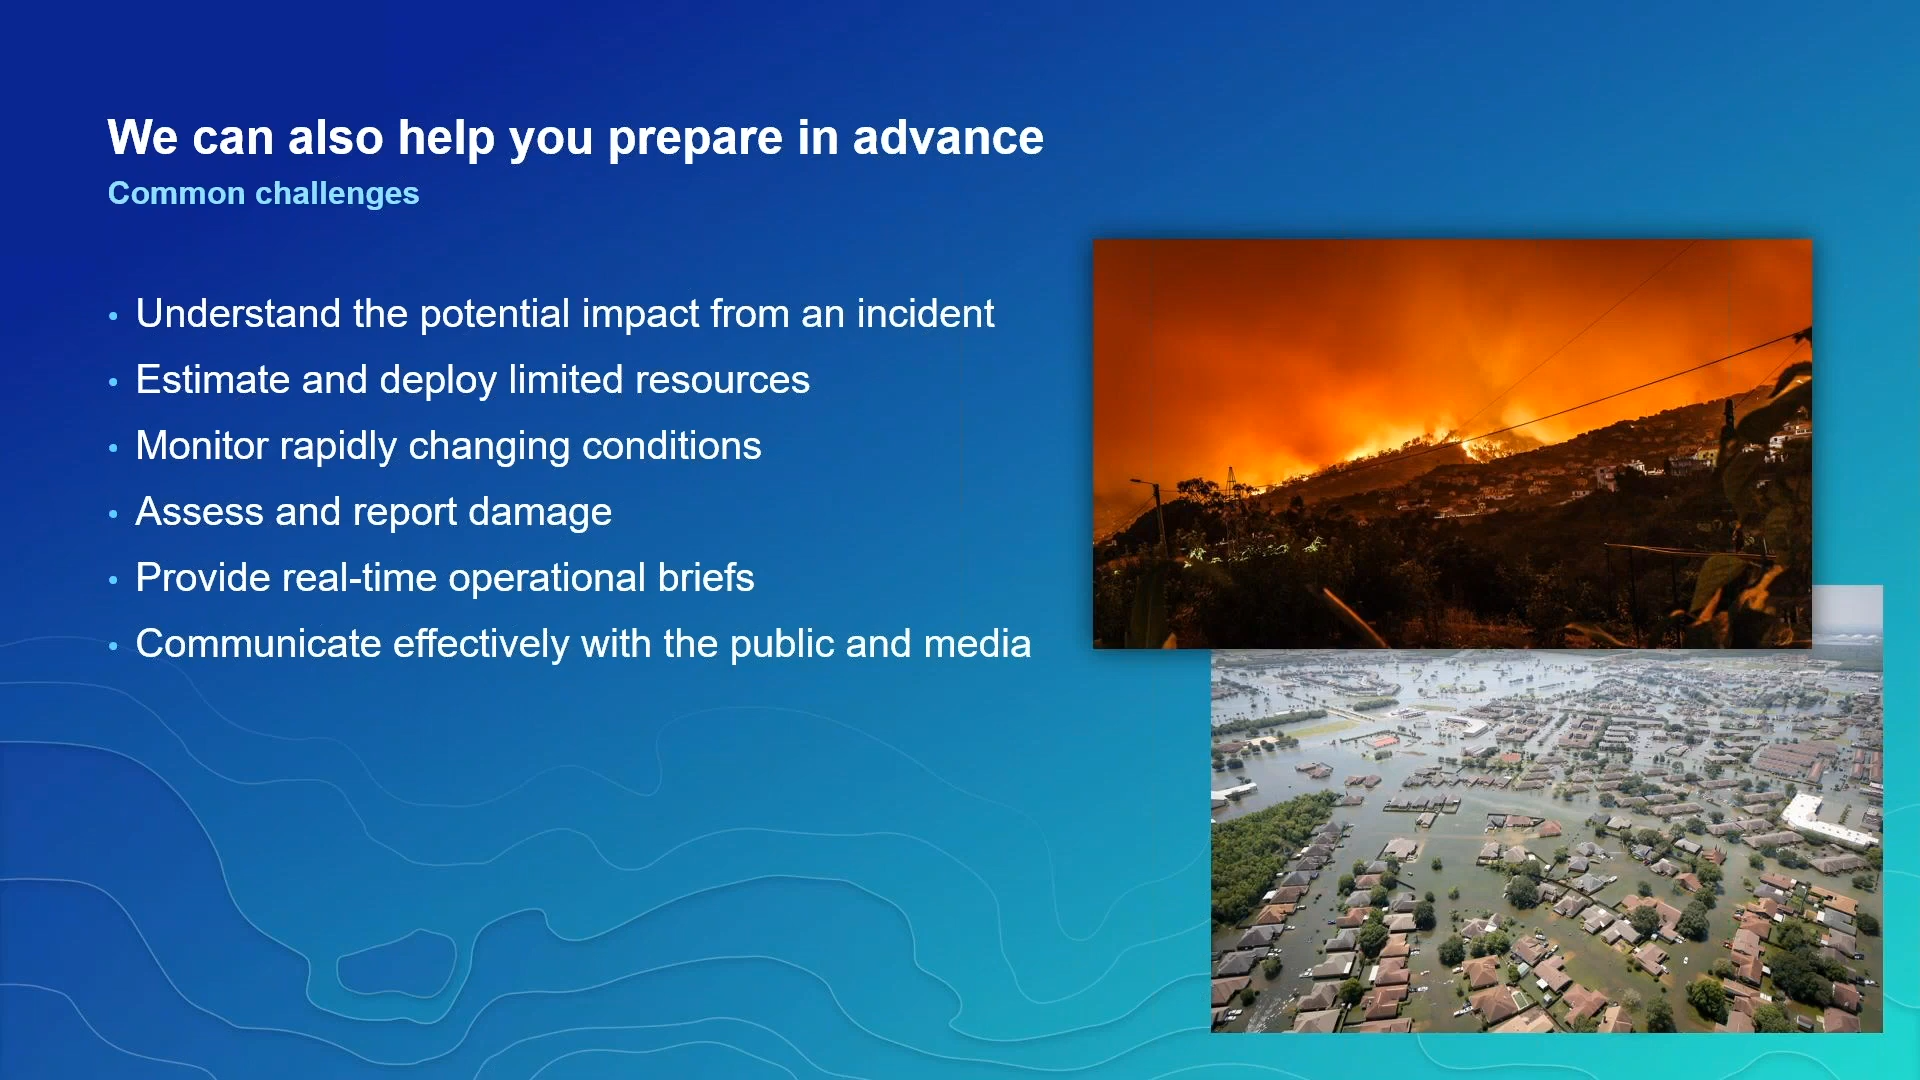 We can also help you prepare in advance
Common challenges
• Understand the potential impact from an incident
• Estimate and deploy limited resources
• Monitor rapidly changing conditions
• Assess and report damage
• Provide real-time operational briefs
• Communicate effectively with the public and media